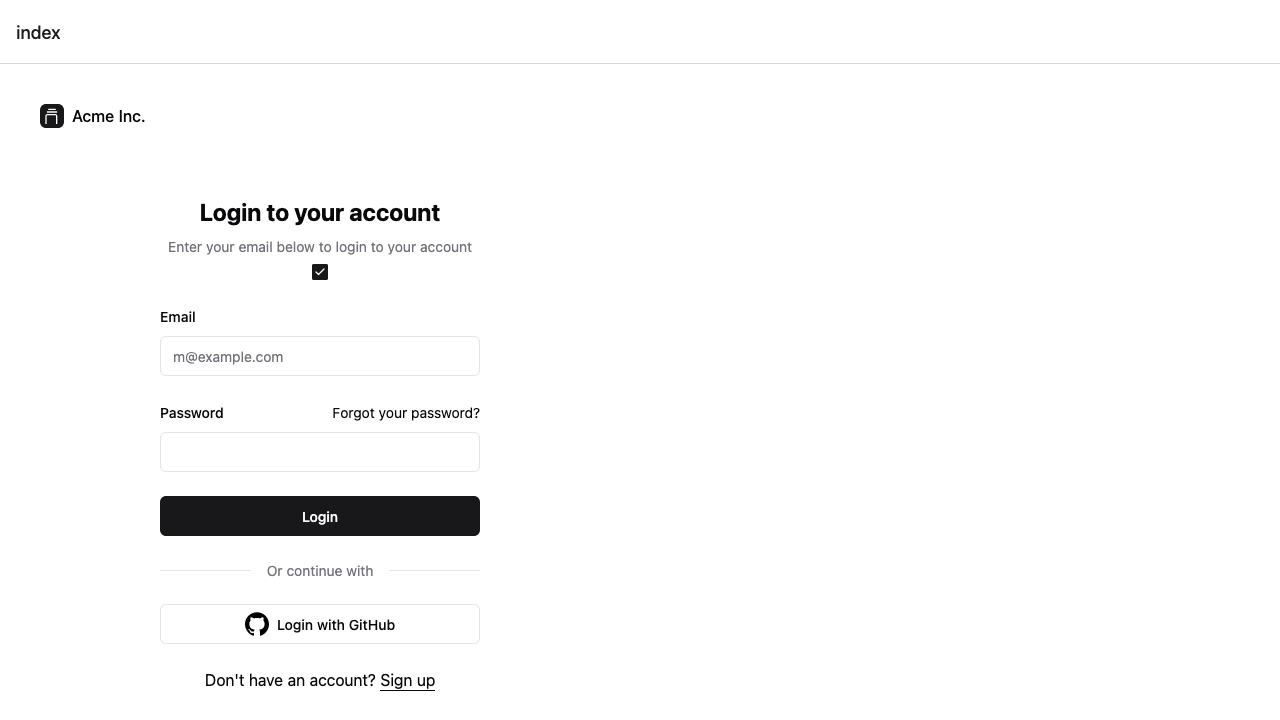 index
Acme Inc.
Login to your account
Enter your email below to login to your account
Email
m@example.com
Password
Forgot your password?
Login
Or continue with
Login with GitHub
Don't have an account? Sign up